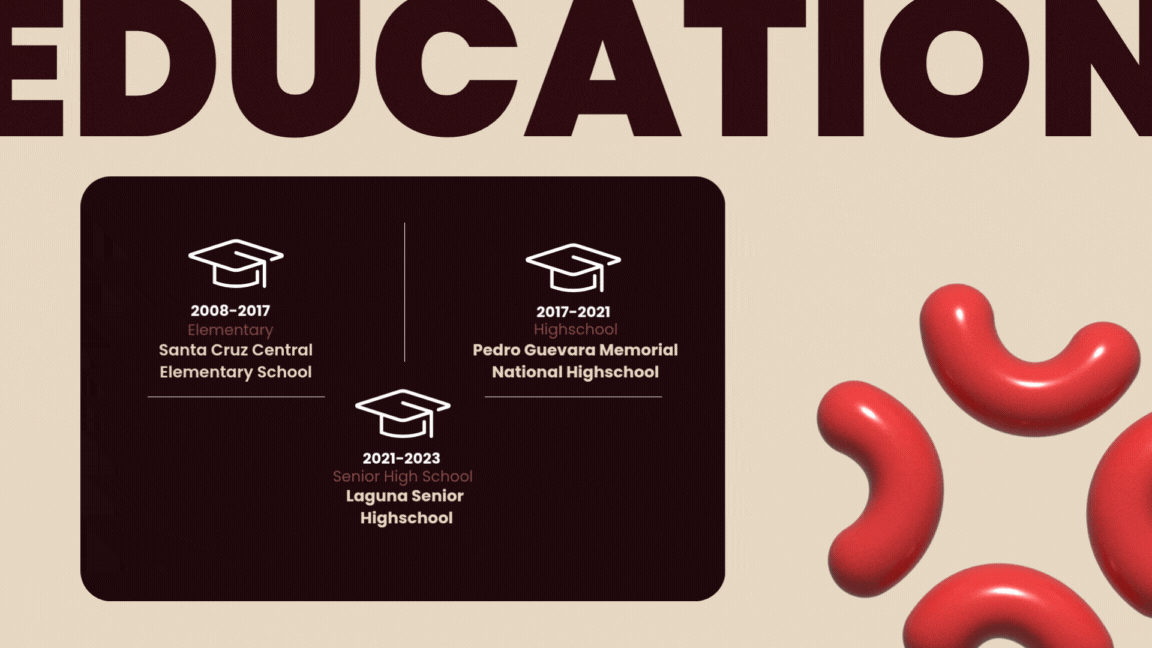 EDUCATION
2008-2017
Elementary
Santa Cruz Central
Elementary School
2017-2021
Highschool
Pedro Guevara Memorial
National Highschool
2021-2023
Senior High School
Laguna Senior
Highschool